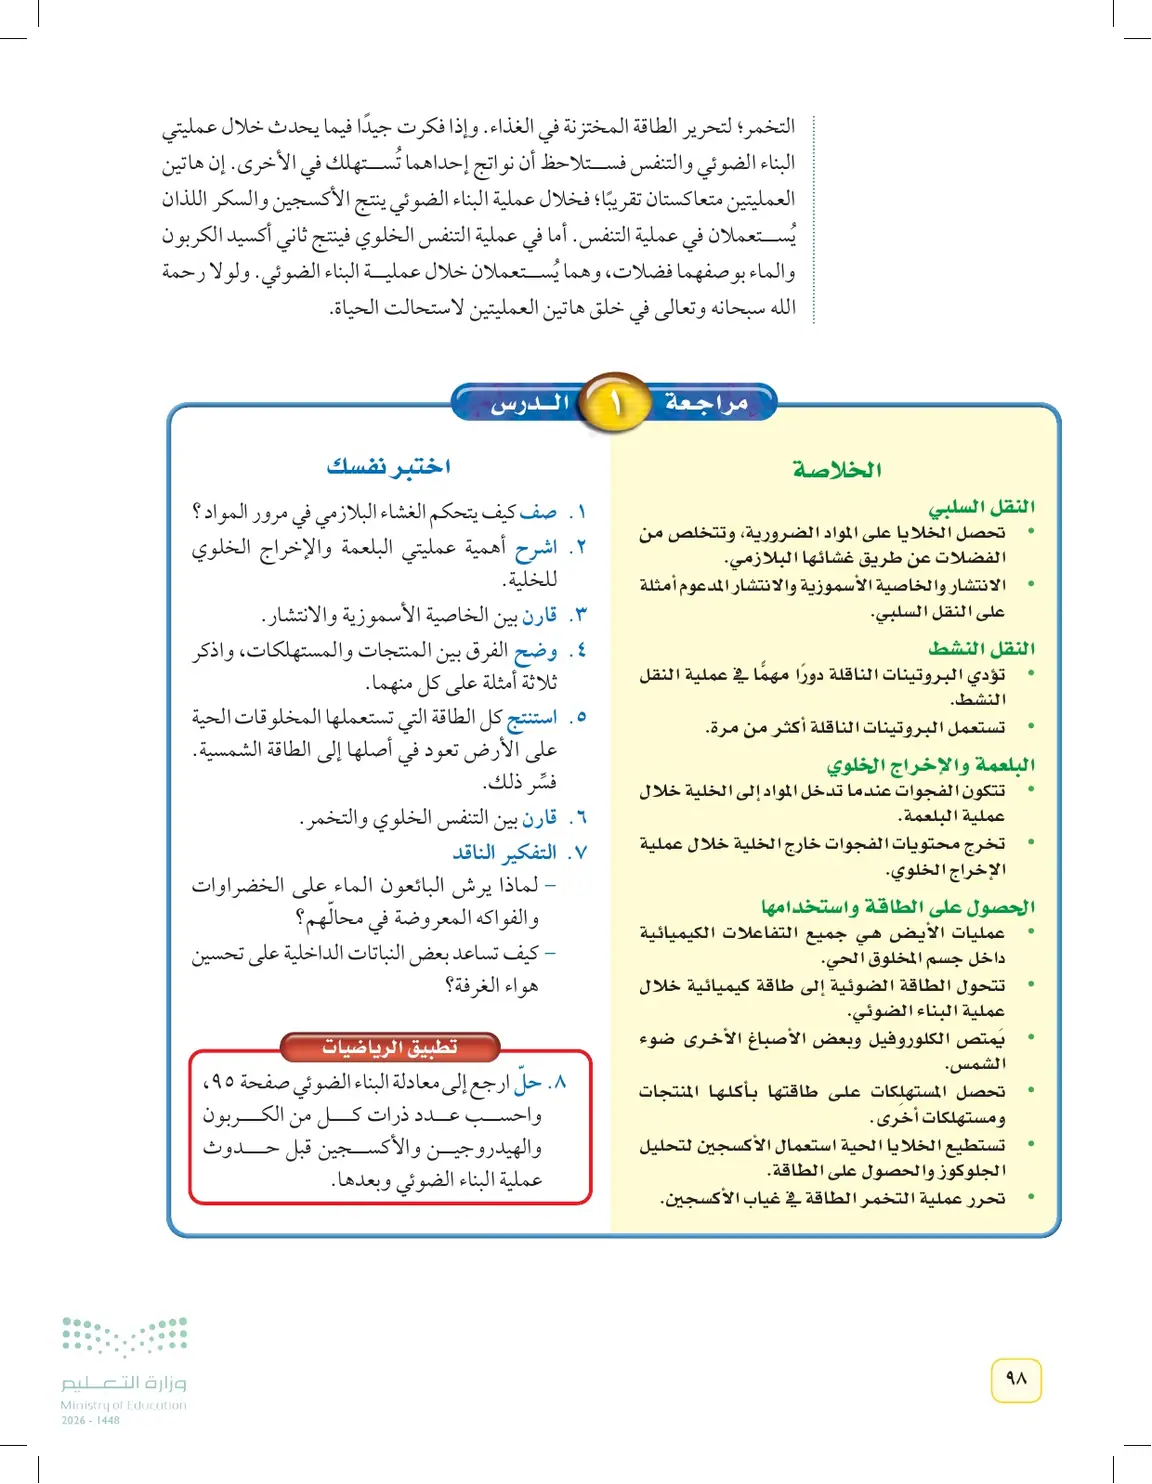 التخمر؛ لتحرير الطاقة المختزنة في الغذاء. وإذا فكرت جيدًا فيما يحدث خلال عمليتي
البناء الضوئي والتنفس فستلاحظ أن نواتج إحداهما تُستهلك في الأخرى. إن هاتين
العمليتين متعاكستان تقريبًا؛ فخلال عملية البناء الضوئي ينتج الأكسجين والسكر اللذان
يُستعملان في عملية التنفس. أما في عملية التنفس الخلوي فينتج ثاني أكسيد الكربون
والماء بوصفهما فضلات، وهما يُستعملان خلال عملية البناء الضوئي. ولولا رحمة
الله سبحانه وتعالى في خلق هاتين العمليتين لاستحالت الحياة.
مراجعة ١ الدرس
الخلاصة
النقل السلبي
• تحصل الخلايا على المواد الضرورية، وتتخلص من
الفضلات عن طريق غشائها البلازمي.
• الانتشار والخاصية الأسموزية والانتشار المدعوم أمثلة
على النقل السلبي.
النقل النشط
• تؤدي البروتينات الناقلة دورًا مهمًّا في عملية النقل
النشط.
• تستعمل البروتينات الناقلة أكثر من مرة.
البلعمة والإخراج الخلوي
• تتكون الفجوات عندما تدخل المواد إلى الخلية خلال
عملية البلعمة.
• تخرج محتويات الفجوات خارج الخلية خلال عملية
الإخراج الخلوي.
الحصول على الطاقة واستخدامها
• عمليات الأيض هي جميع التفاعلات الكيميائية
داخل جسم المخلوق الحي.
• تتحول الطاقة الضوئية إلى طاقة كيميائية خلال
عملية البناء الضوئي.
• يَمتص الكلوروفيل وبعض الأصباغ الأخرى ضوء
الشمس.
• تحصل المستهلِكات على طاقتها بأكلها المنتجات
ومستهلكات أخرى.
• تستطيع الخلايا الحية استعمال الأكسجين لتحليل
الجلوكوز والحصول على الطاقة.
• تحرر عملية التخمر الطاقة في غياب الأكسجين.
اختبر نفسك
١. صف كيف يتحكم الغشاء البلازمي في مرور المواد؟
٢. اشرح أهمية عمليتي البلعمة والإخراج الخلوي
للخلية.
٣. قارن بين الخاصية الأسموزية والانتشار.
٤. وضح الفرق بين المنتجات والمستهلكات، واذكر
ثلاثة أمثلة على كل منهما.
٥. استنتج كل الطاقة التي تستعملها المخلوقات الحية
على الأرض تعود في أصلها إلى الطاقة الشمسية.
فسِّر ذلك.
٦. قارن بين التنفس الخلوي والتخمر.
٧. التفكير الناقد
– لماذا يرش البائعون الماء على الخضراوات
والفواكه المعروضة في محالّهم؟
– كيف تساعد بعض النباتات الداخلية على تحسين
هواء الغرفة؟
تطبيق الرياضيات
٨. حلّ ارجع إلى معادلة البناء الضوئي صفحة ٩٥،
واحسب عدد ذرات كل من الكربون
والهيدروجين والأكسجين قبل حدوث
عملية البناء الضوئي وبعدها.
وزارة التعليم
Ministry of Education
2026 - 1448
٩٨